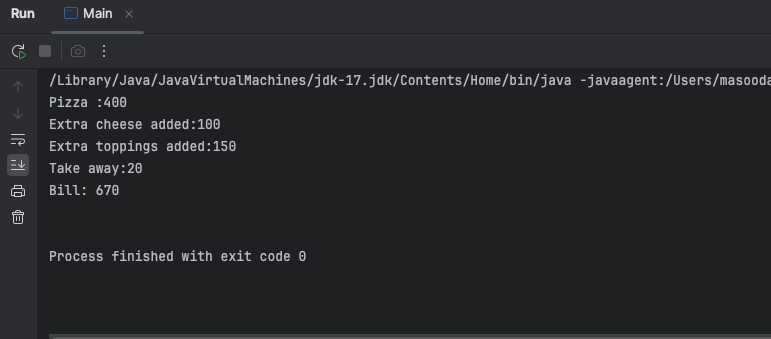 Run Main
/Library/Java/JavaVirtualMachines/jdk-17.jdk/Contents/Home/bin/java -javaagent:/Users/masooda
Pizza :400
Extra cheese added:100
Extra toppings added:150
Take away:20
Bill: 670
Process finished with exit code 0